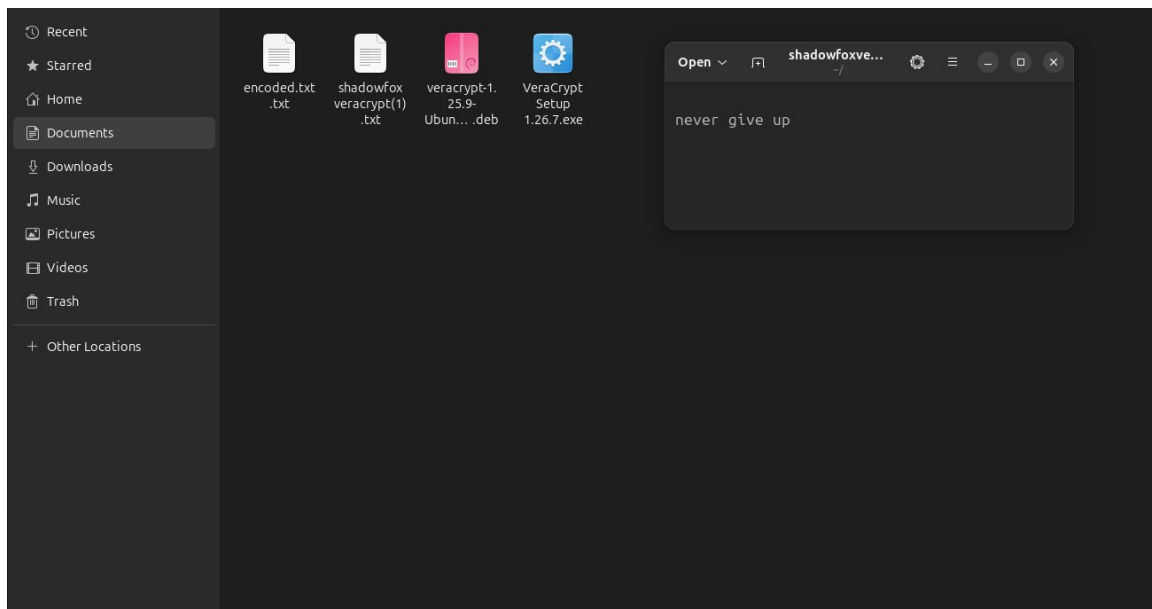 Recent
Starred
Home
Documents
Downloads
Music
Pictures
Videos
Trash
+ Other Locations
encoded.txt
.txt
shadowfox
veracrypt(1)
.txt
veracrypt-1.
25.9-
Ubun... .deb
VeraCrypt
Setup
1.26.7.exe
Open
shadowfoxve...
~/
never give up